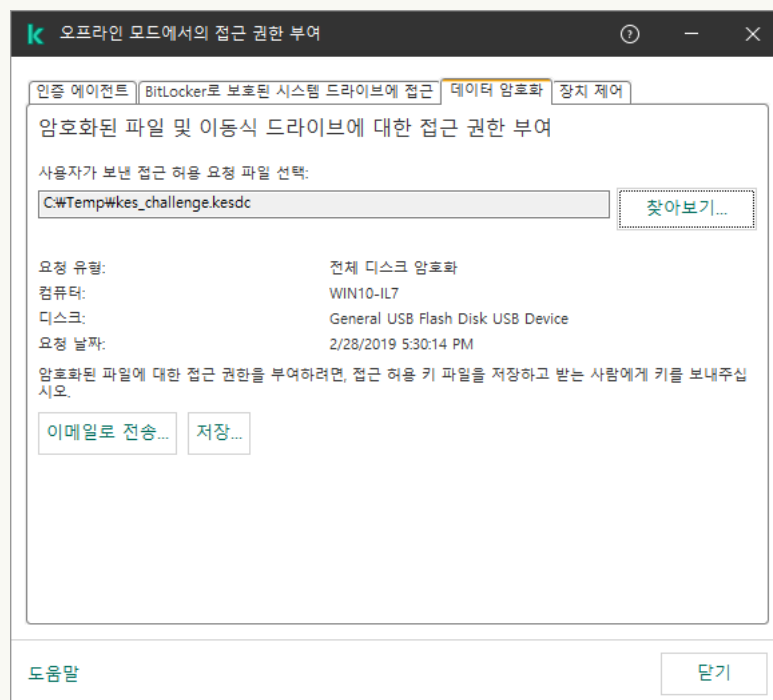 오프라인 모드에서의 접근 권한 부여
인증 에이전트 BitLocker로 보호된 시스템 드라이브에 접근 데이터 암호화 장치 제어
암호화된 파일 및 이동식 드라이브에 대한 접근 권한 부여
사용자가 보낸 접근 허용 요청 파일 선택:
C:₩Temp₩kes_challenge.kesdc 찾아보기...
요청 유형: 전체 디스크 암호화
컴퓨터: WIN10-IL7
디스크: General USB Flash Disk USB Device
요청 날짜: 2/28/2019 5:30:14 PM
암호화된 파일에 대한 접근 권한을 부여하려면, 접근 허용 키 파일을 저장하고 받는 사람에게 키를 보내주십
시오.
이메일로 전송... 저장...
도움말 닫기